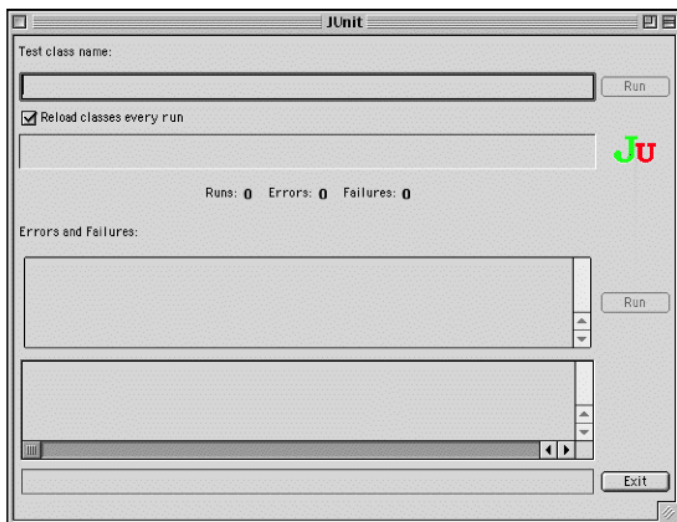 JUnit
Test class name:
Run
Reload classes every run
JU
Runs: 0 Errors: 0 Failures: 0
Errors and Failures:
Run
Exit